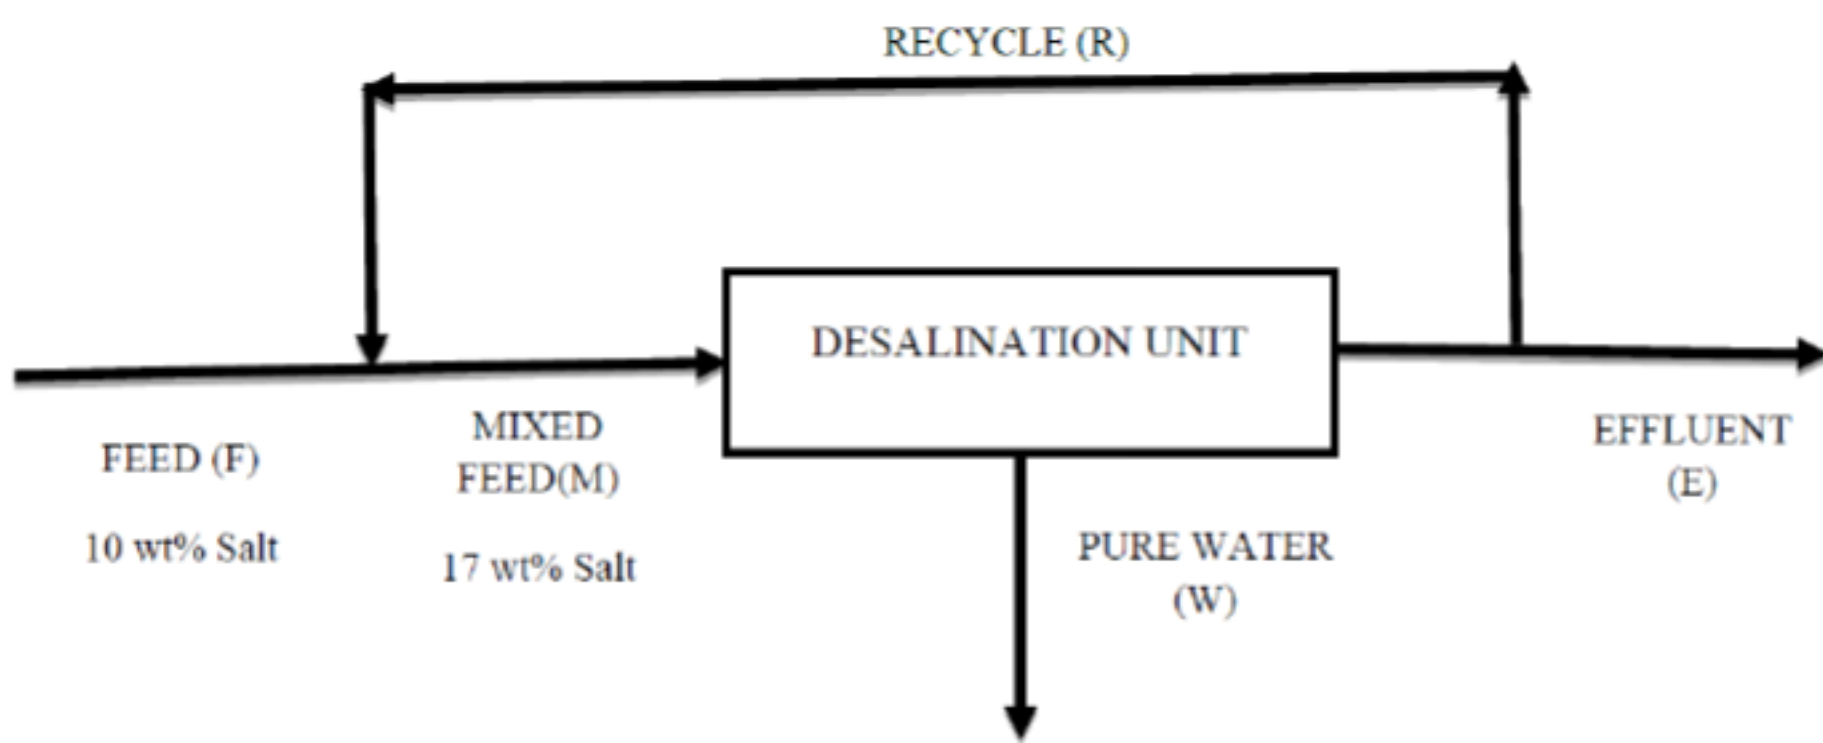 RECYCLE (R)
DESALINATION UNIT
FEED (F)
10 wt% Salt
MIXED
FEED(M)
17 wt% Salt
PURE WATER
(W)
EFFLUENT
(E)